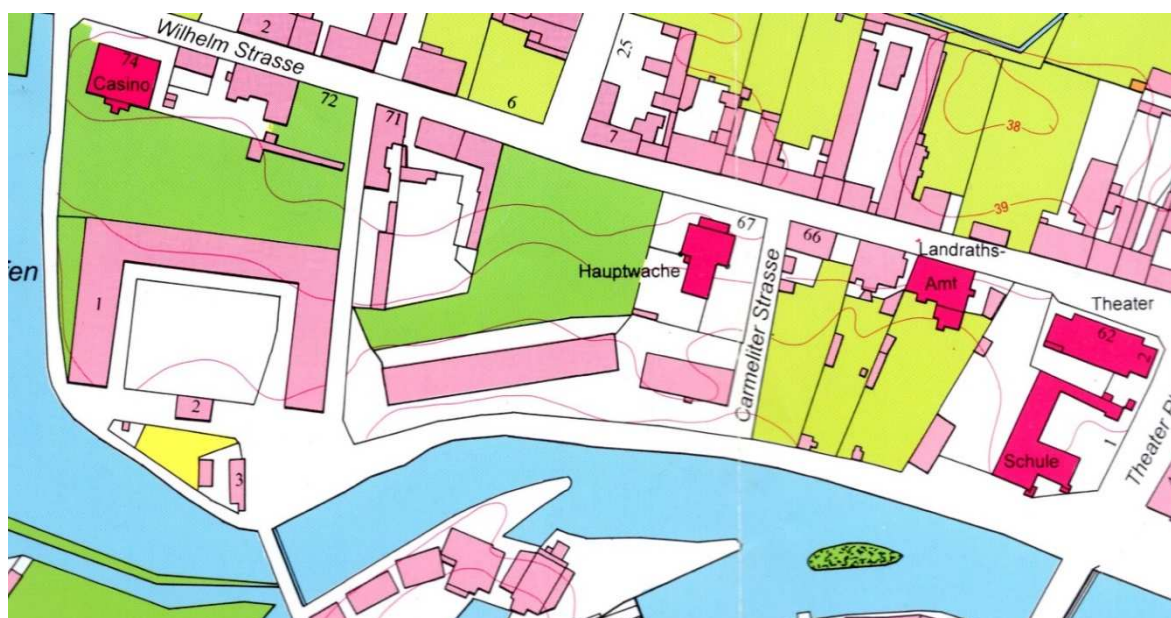 Wilhelm Strasse
2
74
Casino
72
71
25
6
7
38
39
67
66
Hauptwache
Carmeliter Strasse
Landraths-
Amt
Theater
62
2
1
Schule
Theater
1
2
3